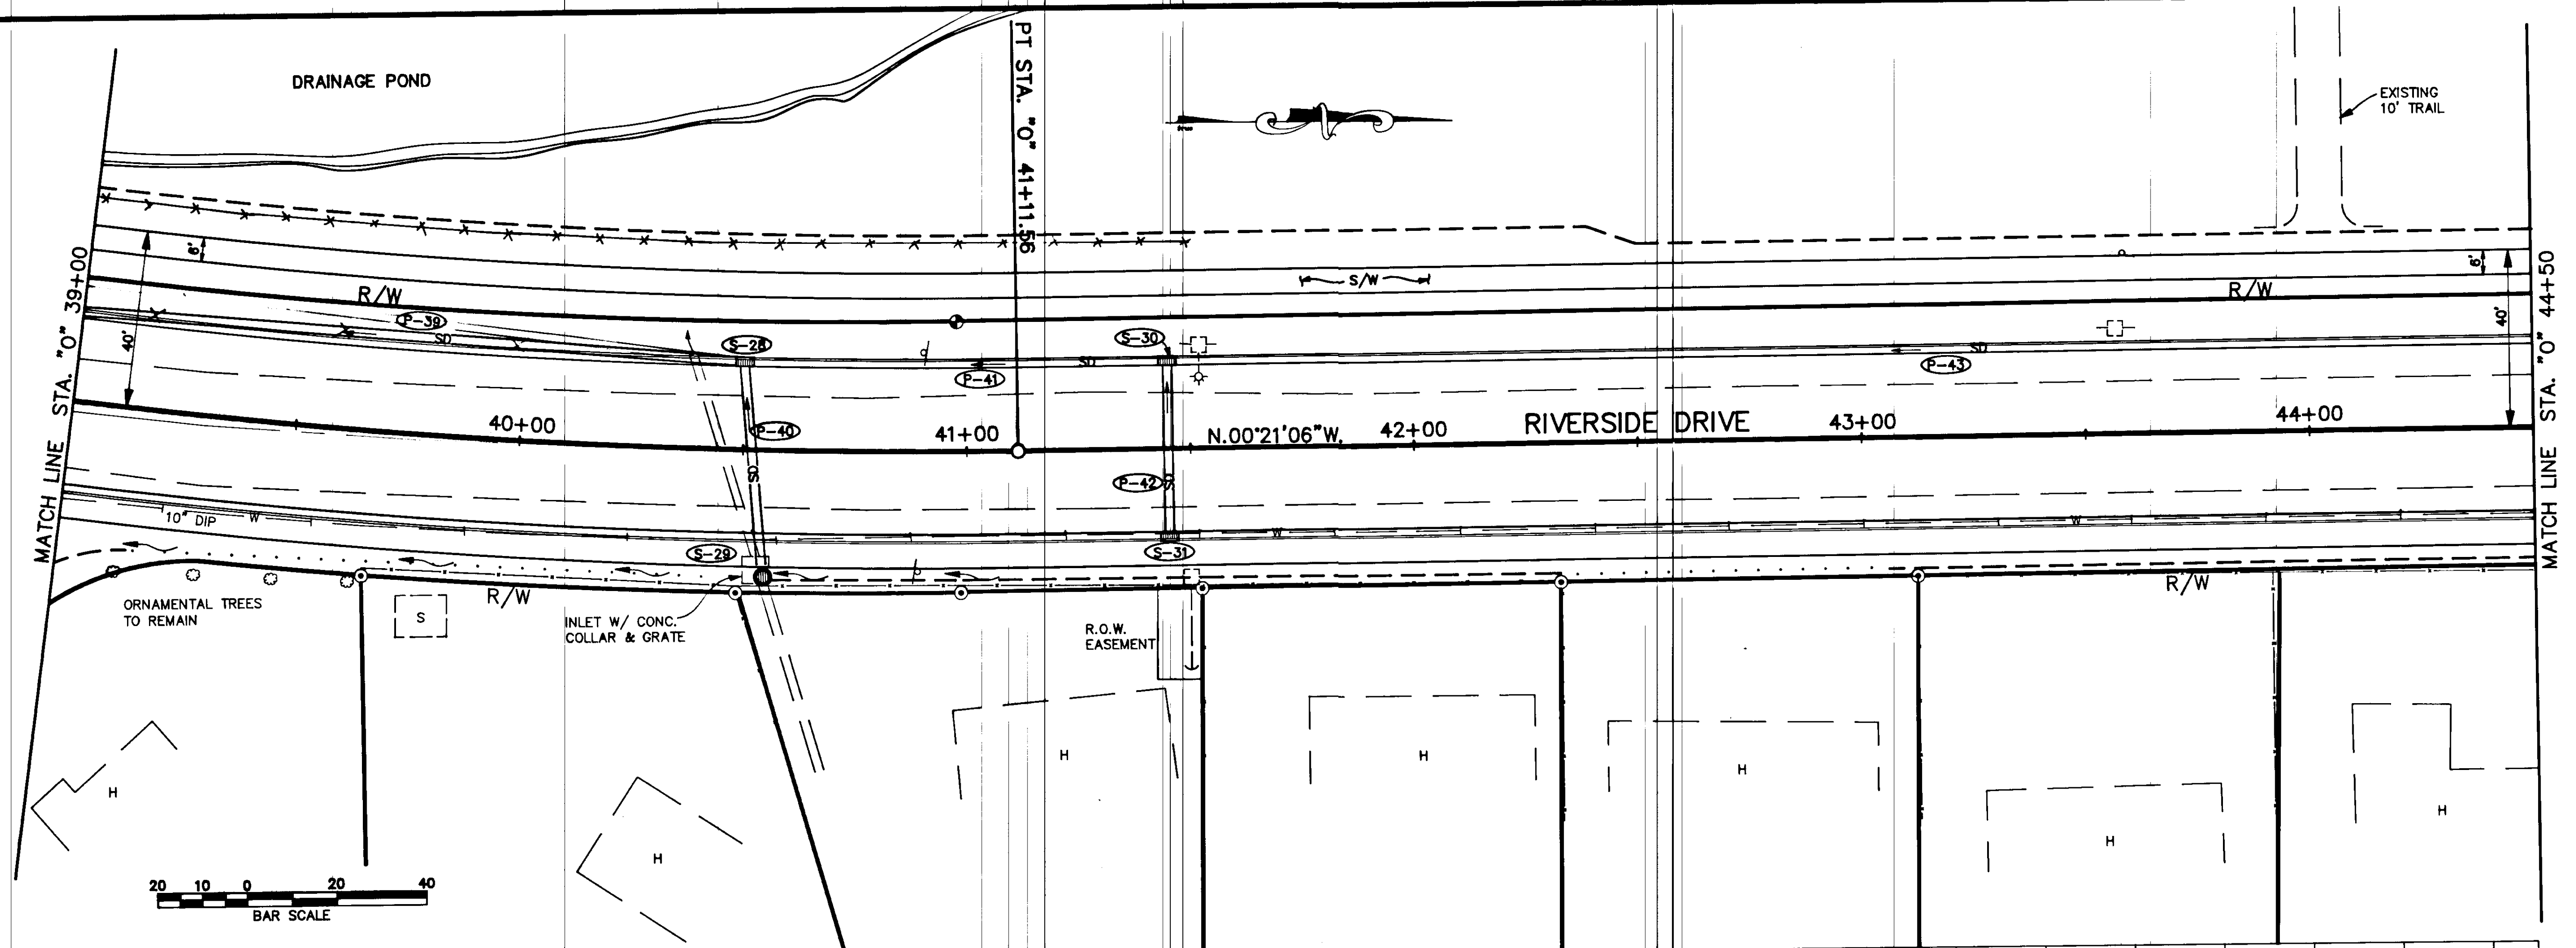 DRAINAGE POND
PT STA. "O" 41+11.56
EXISTING
10' TRAIL
MATCH LINE STA. "O" 39+00
40'
6'
R/W
P-39
SD
S-28
S-30
P-41
SD
S/W
R/W
6'
40'
SD
P-43
MATCH LINE STA. "O" 44+50
40+00
P-40
SD
41+00
N.00°21'06"W.
42+00
RIVERSIDE DRIVE
43+00
44+00
P-42
SD
10" DIP
W
W
W
S-29
S-31
ORNAMENTAL TREES
TO REMAIN
S
R/W
INLET W/ CONC.
COLLAR & GRATE
R.O.W.
EASEMENT
R/W
H
H
H
H
H
H
H
20 10 0 20 40
BAR SCALE